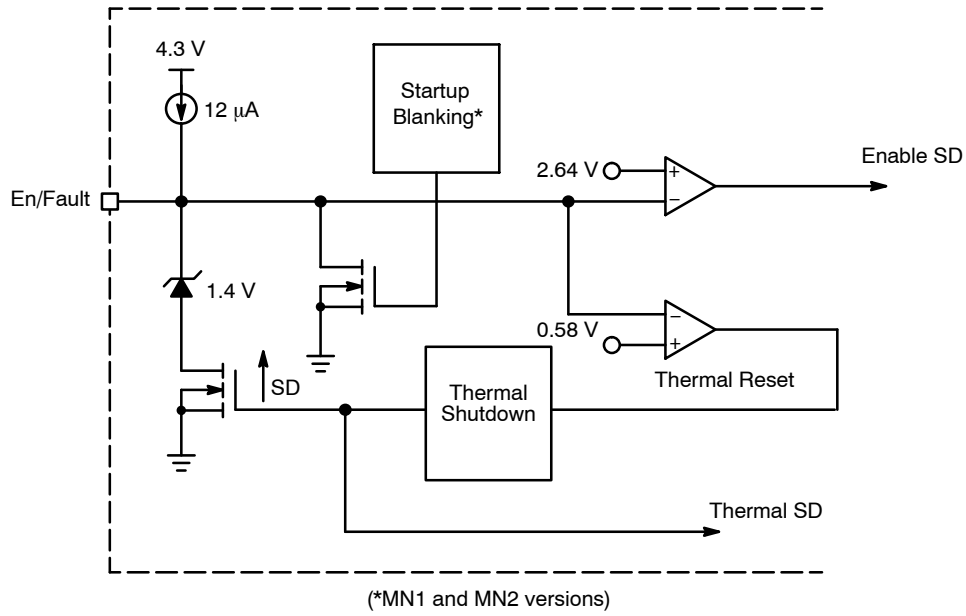 4.3 V
12 μA
Startup
Blanking*
En/Fault
2.64 V
+
−
Enable SD
1.4 V
−
0.58 V
+
Thermal Reset
SD
Thermal
Shutdown
Thermal SD
(*MN1 and MN2 versions)